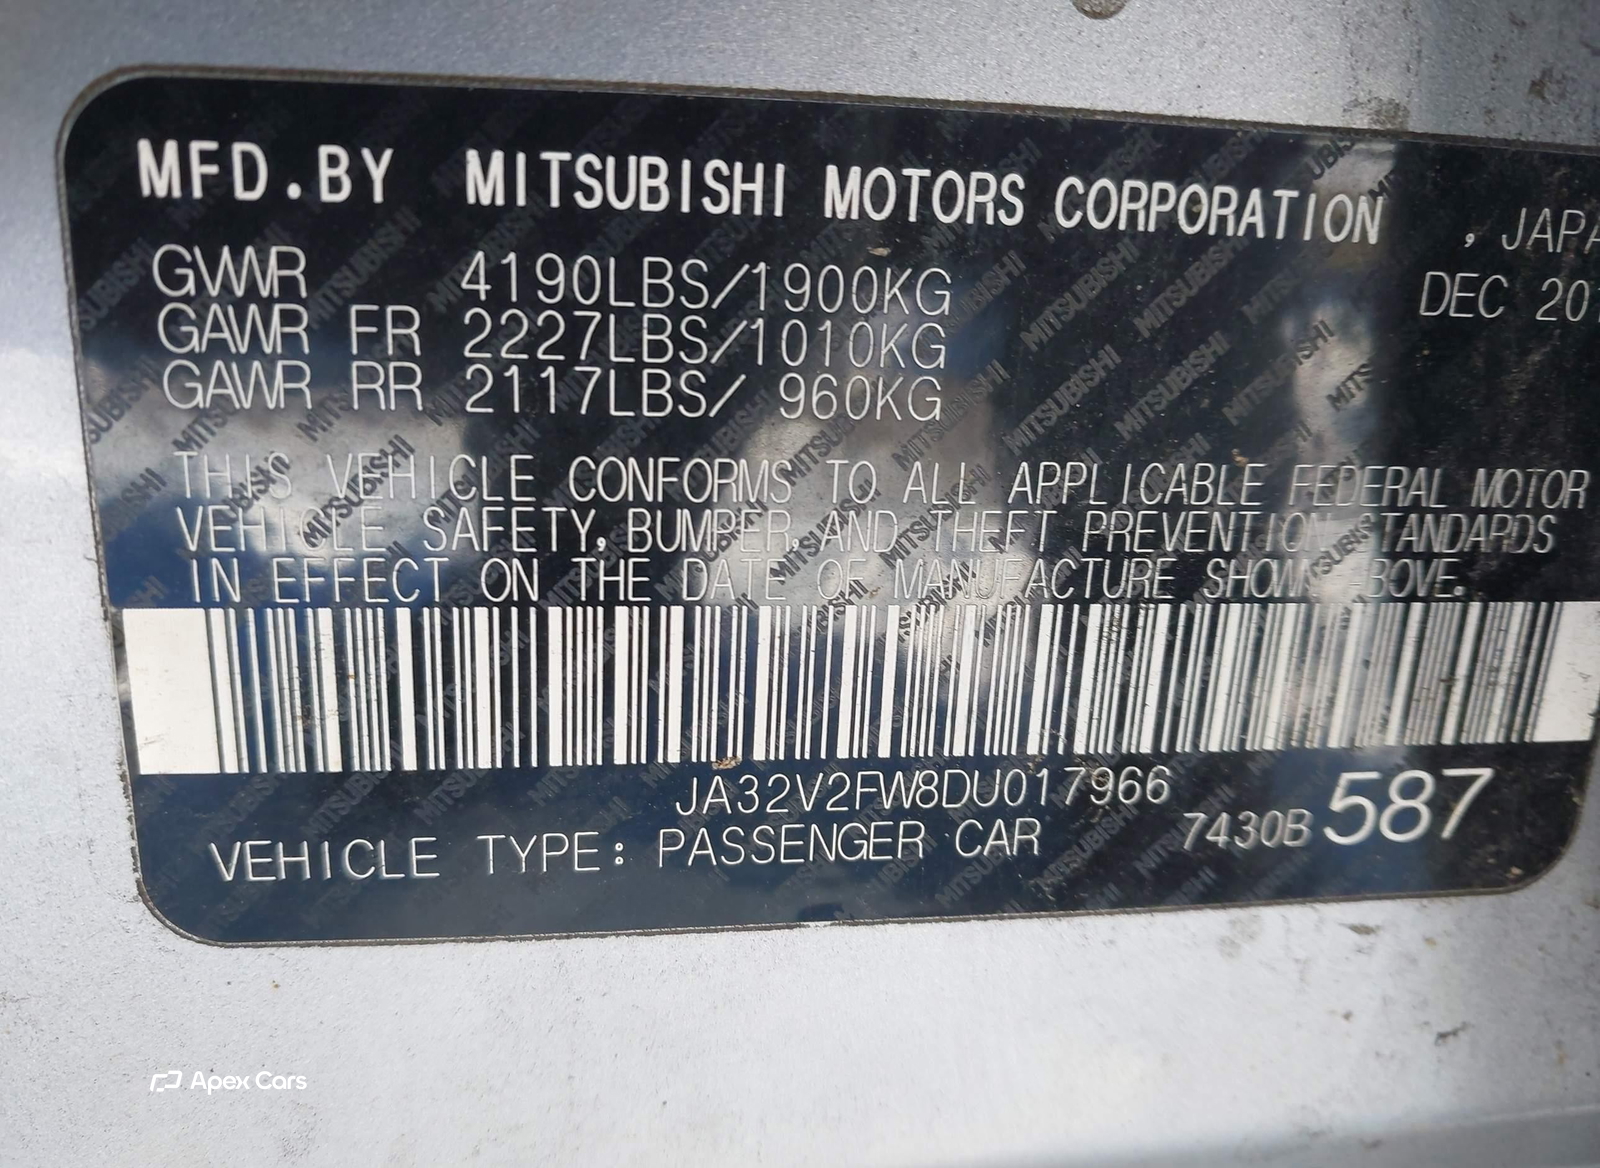 MFD.BY MITSUBISHI MOTORS CORPORATION , JAPA
GVWR 4190LBS/1900KG DEC 20
GAWR FR 2227LBS/1010KG
GAWR RR 2117LBS/ 960KG
THIS VEHICLE CONFORMS TO ALL APPLICABLE FEDERAL MOTOR
VEHICLE SAFETY, BUMPER, AND THEFT PREVENTION STANDARDS
IN EFFECT ON THE DATE OF MANUFACTURE SHOWN ABOVE.
JA32V2FW8DU017966
VEHICLE TYPE: PASSENGER CAR 7430B 587
Apex Cars